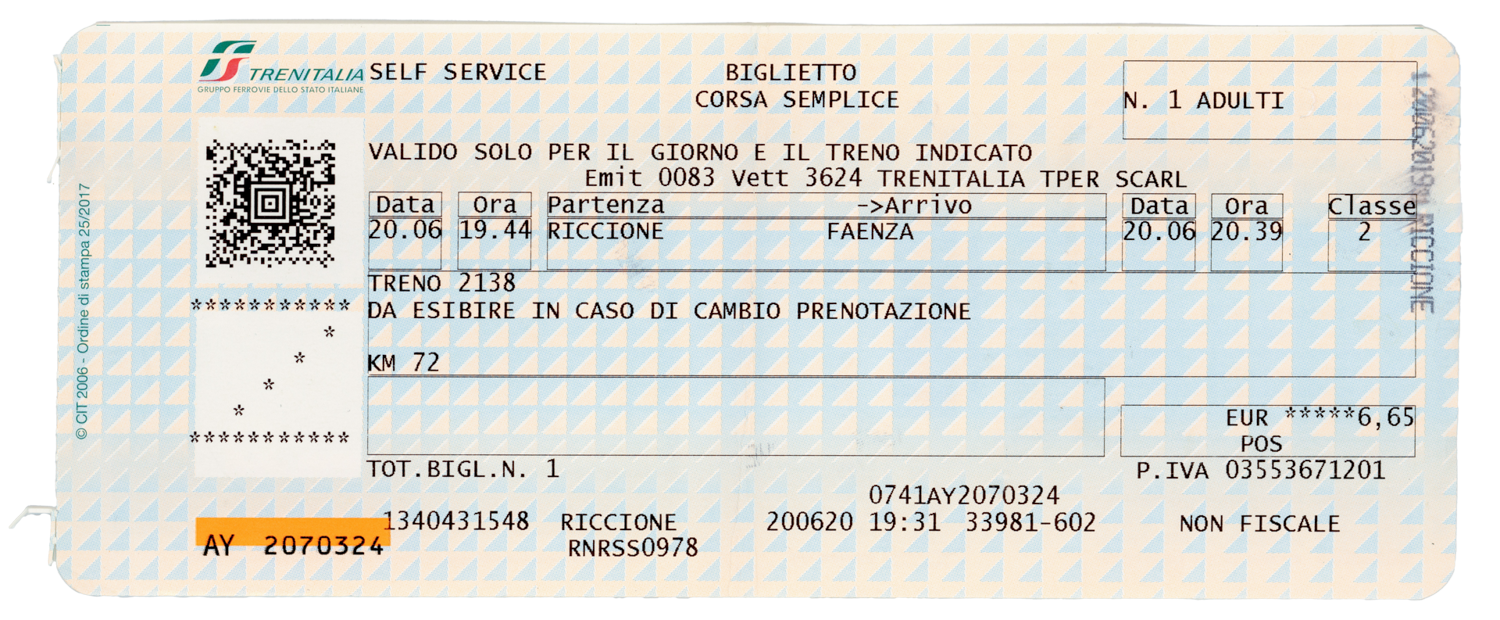 TRENITALIA
GRUPPO FERROVIE DELLO STATO ITALIANE
SELF SERVICE
BIGLIETTO
CORSA SEMPLICE
N. 1 ADULTI
VALIDO SOLO PER IL GIORNO E IL TRENO INDICATO
Emit 0083 Vett 3624 TRENITALIA TPER SCARL
Data Ora Partenza ->Arrivo Data Ora Classe
20.06 19.44 RICCIONE FAENZA 20.06 20.39 2
TRENO 2138
DA ESIBIRE IN CASO DI CAMBIO PRENOTAZIONE
KM 72
***********
*
*
*
*
***********
EUR *****6,65
POS
TOT.BIGL.N. 1
P.IVA 03553671201
0741AY2070324
1340431548 RICCIONE 200620 19:31 33981-602 NON FISCALE
AY 2070324 RNRSS0978
© CIT 2006 - Ordine di stampa 25/2017
RICCIONE